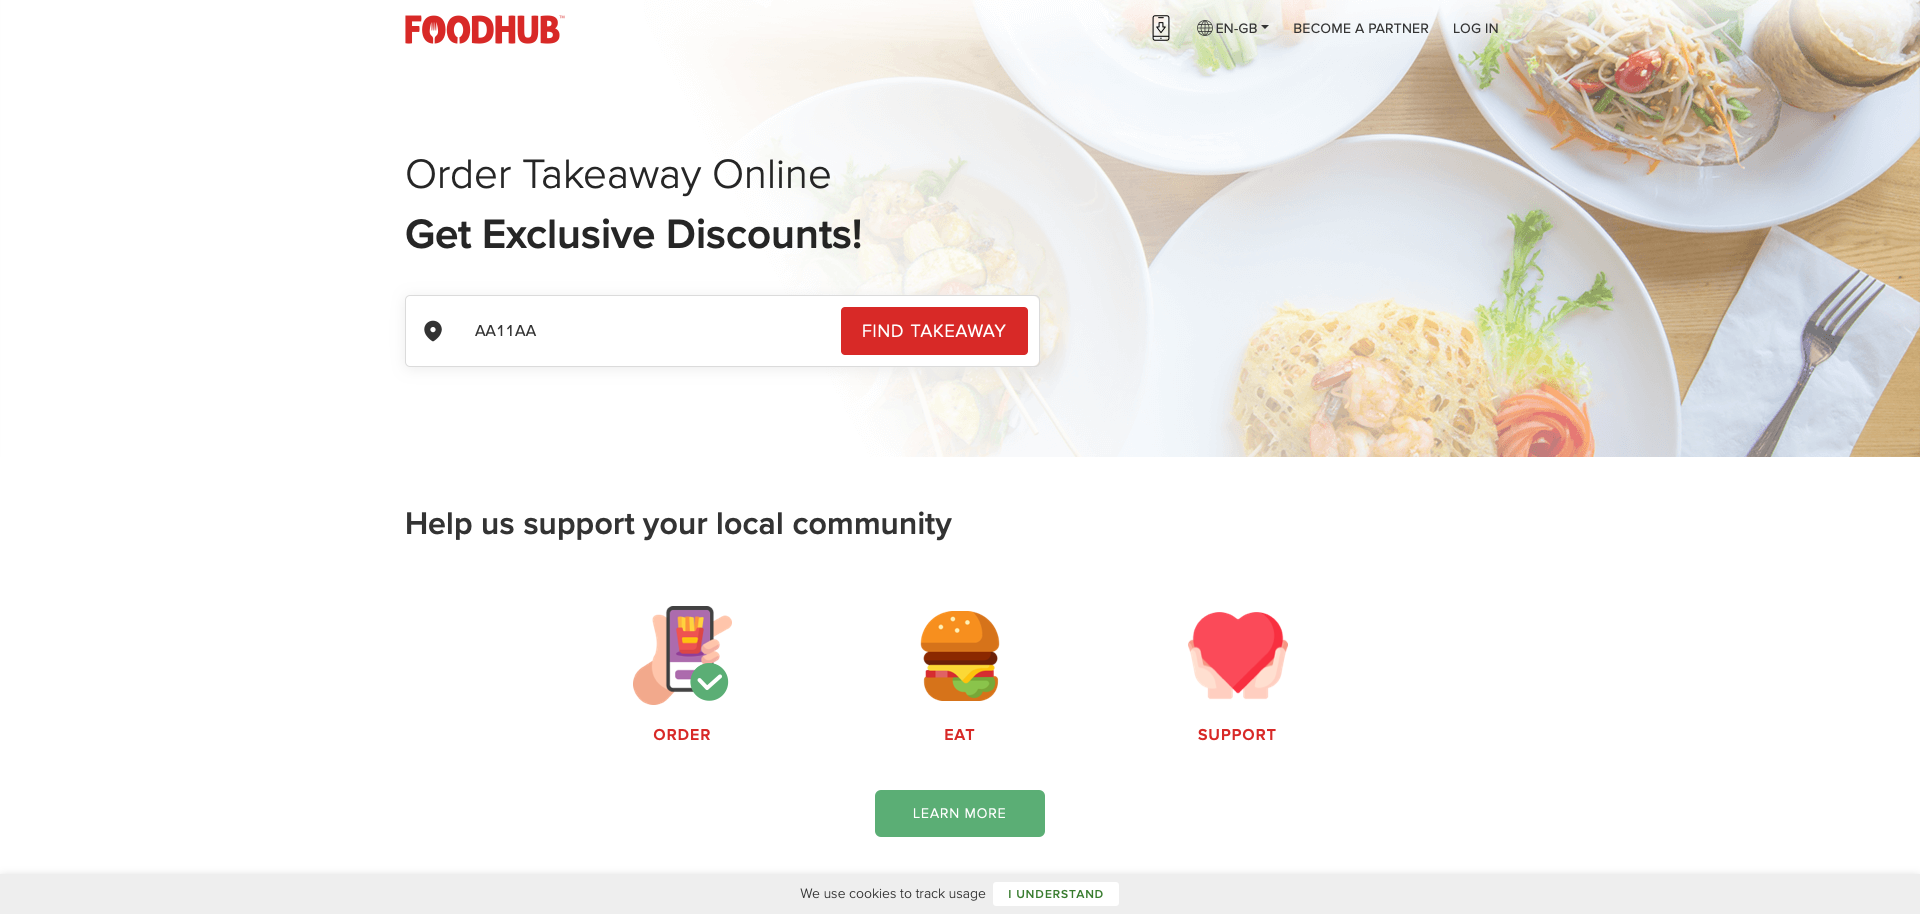 FOODHUB™
EN-GB
BECOME A PARTNER
LOG IN
Order Takeaway Online
Get Exclusive Discounts!
AA11AA
FIND TAKEAWAY
Help us support your local community
ORDER
EAT
SUPPORT
LEARN MORE
We use cookies to track usage
I UNDERSTAND